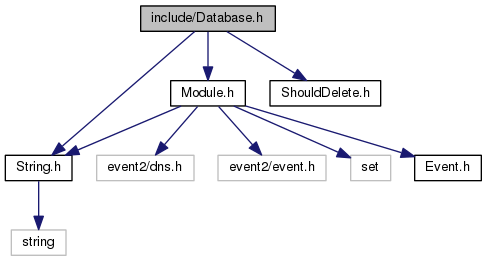 include/Database.h
Module.h
ShouldDelete.h
String.h
event2/dns.h
event2/event.h
set
Event.h
string